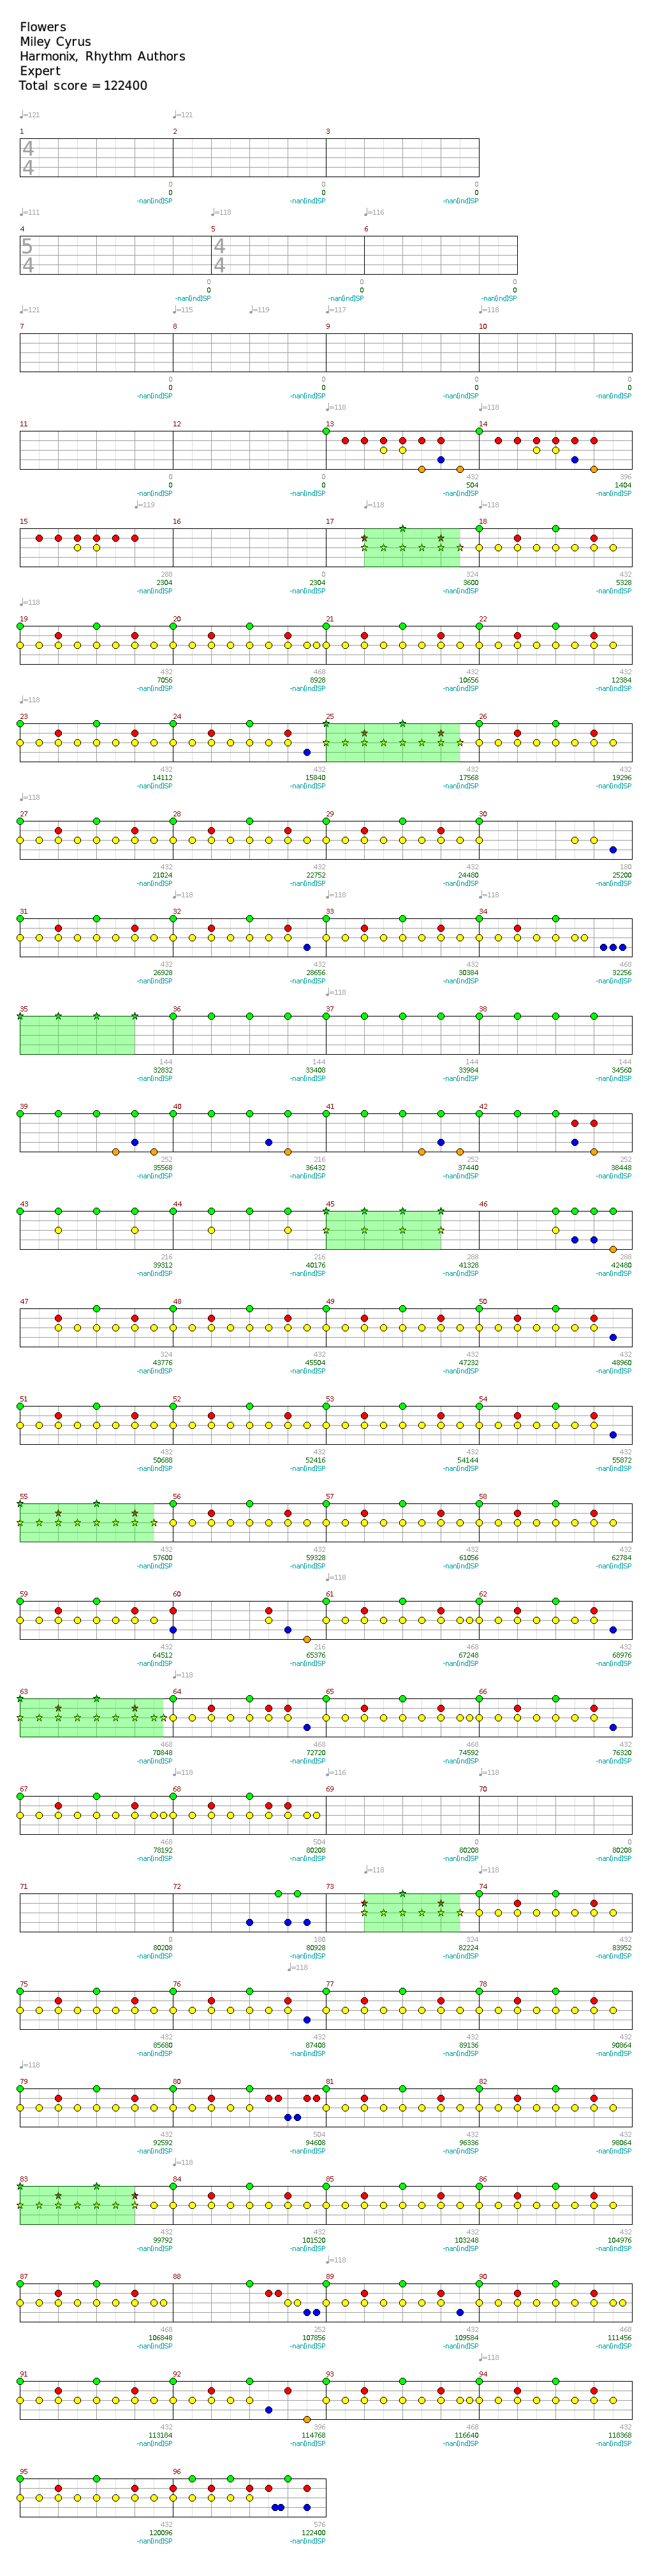 Flowers
Miley Cyrus
Harmonix, Rhythm Authors
Expert
Total score = 122400
♩=121 ♩=121
1 2 3
4
4
0 0 0
0 0 0
-nan(ind)SP -nan(ind)SP -nan(ind)SP
♩=111 ♩=118 ♩=116
4 5 6
5 4
4 4
0 0 0
0 0 0
-nan(ind)SP -nan(ind)SP -nan(ind)SP
♩=121 ♩=115 ♩=119 ♩=117 ♩=118
7 8 9 10
0 0 0 0
0 0 0 0
-nan(ind)SP -nan(ind)SP -nan(ind)SP -nan(ind)SP
♩=118 ♩=118
11 12 13 14
0 0 432 396
0 0 504 1404
-nan(ind)SP -nan(ind)SP -nan(ind)SP -nan(ind)SP
♩=119 ♩=118 ♩=118
15 16 17 18
288 0 324 432
2304 2304 3600 5328
-nan(ind)SP -nan(ind)SP -nan(ind)SP -nan(ind)SP
♩=118
19 20 21 22
432 468 432 432
7056 8928 10656 12384
-nan(ind)SP -nan(ind)SP -nan(ind)SP -nan(ind)SP
♩=118
23 24 25 26
432 432 432 432
14112 15840 17568 19296
-nan(ind)SP -nan(ind)SP -nan(ind)SP -nan(ind)SP
♩=118
27 28 29 30
432 432 432 180
21024 22752 24480 25200
-nan(ind)SP -nan(ind)SP -nan(ind)SP -nan(ind)SP
♩=118 ♩=118 ♩=118
31 32 33 34
432 432 432 468
26928 28656 30384 32256
-nan(ind)SP -nan(ind)SP -nan(ind)SP -nan(ind)SP
♩=118
35 36 37 38
144 144 144 144
32832 33408 33984 34560
-nan(ind)SP -nan(ind)SP -nan(ind)SP -nan(ind)SP
39 40 41 42
252 216 252 252
35568 36432 37440 38448
-nan(ind)SP -nan(ind)SP -nan(ind)SP -nan(ind)SP
43 44 45 46
216 216 288 288
39312 40176 41328 42480
-nan(ind)SP -nan(ind)SP -nan(ind)SP -nan(ind)SP
47 48 49 50
324 432 432 432
43776 45504 47232 48960
-nan(ind)SP -nan(ind)SP -nan(ind)SP -nan(ind)SP
51 52 53 54
432 432 432 432
50688 52416 54144 55872
-nan(ind)SP -nan(ind)SP -nan(ind)SP -nan(ind)SP
55 56 57 58
432 432 432 432
57600 59328 61056 62784
-nan(ind)SP -nan(ind)SP -nan(ind)SP -nan(ind)SP
♩=118
59 60 61 62
432 216 468 432
64512 65376 67248 68976
-nan(ind)SP -nan(ind)SP -nan(ind)SP -nan(ind)SP
♩=118
63 64 65 66
468 468 468 432
70848 72720 74592 76320
-nan(ind)SP -nan(ind)SP -nan(ind)SP -nan(ind)SP
♩=118 ♩=116 ♩=118
67 68 69 70
468 504 0 0
78192 80208 80208 80208
-nan(ind)SP -nan(ind)SP -nan(ind)SP -nan(ind)SP
♩=118 ♩=118
71 72 73 74
0 180 324 432
80208 80928 82224 83952
-nan(ind)SP -nan(ind)SP -nan(ind)SP -nan(ind)SP
♩=118
75 76 77 78
432 432 432 432
85680 87408 89136 90864
-nan(ind)SP -nan(ind)SP -nan(ind)SP -nan(ind)SP
♩=118
79 80 81 82
432 504 432 432
92592 94608 96336 98064
-nan(ind)SP -nan(ind)SP -nan(ind)SP -nan(ind)SP
♩=118
83 84 85 86
432 432 432 432
99792 101520 103248 104976
-nan(ind)SP -nan(ind)SP -nan(ind)SP -nan(ind)SP
♩=118
87 88 89 90
468 252 432 468
106848 107856 109584 111456
-nan(ind)SP -nan(ind)SP -nan(ind)SP -nan(ind)SP
♩=118
91 92 93 94
432 396 468 432
113184 114768 116640 118368
-nan(ind)SP -nan(ind)SP -nan(ind)SP -nan(ind)SP
95 96
432 576
120096 122400
-nan(ind)SP -nan(ind)SP